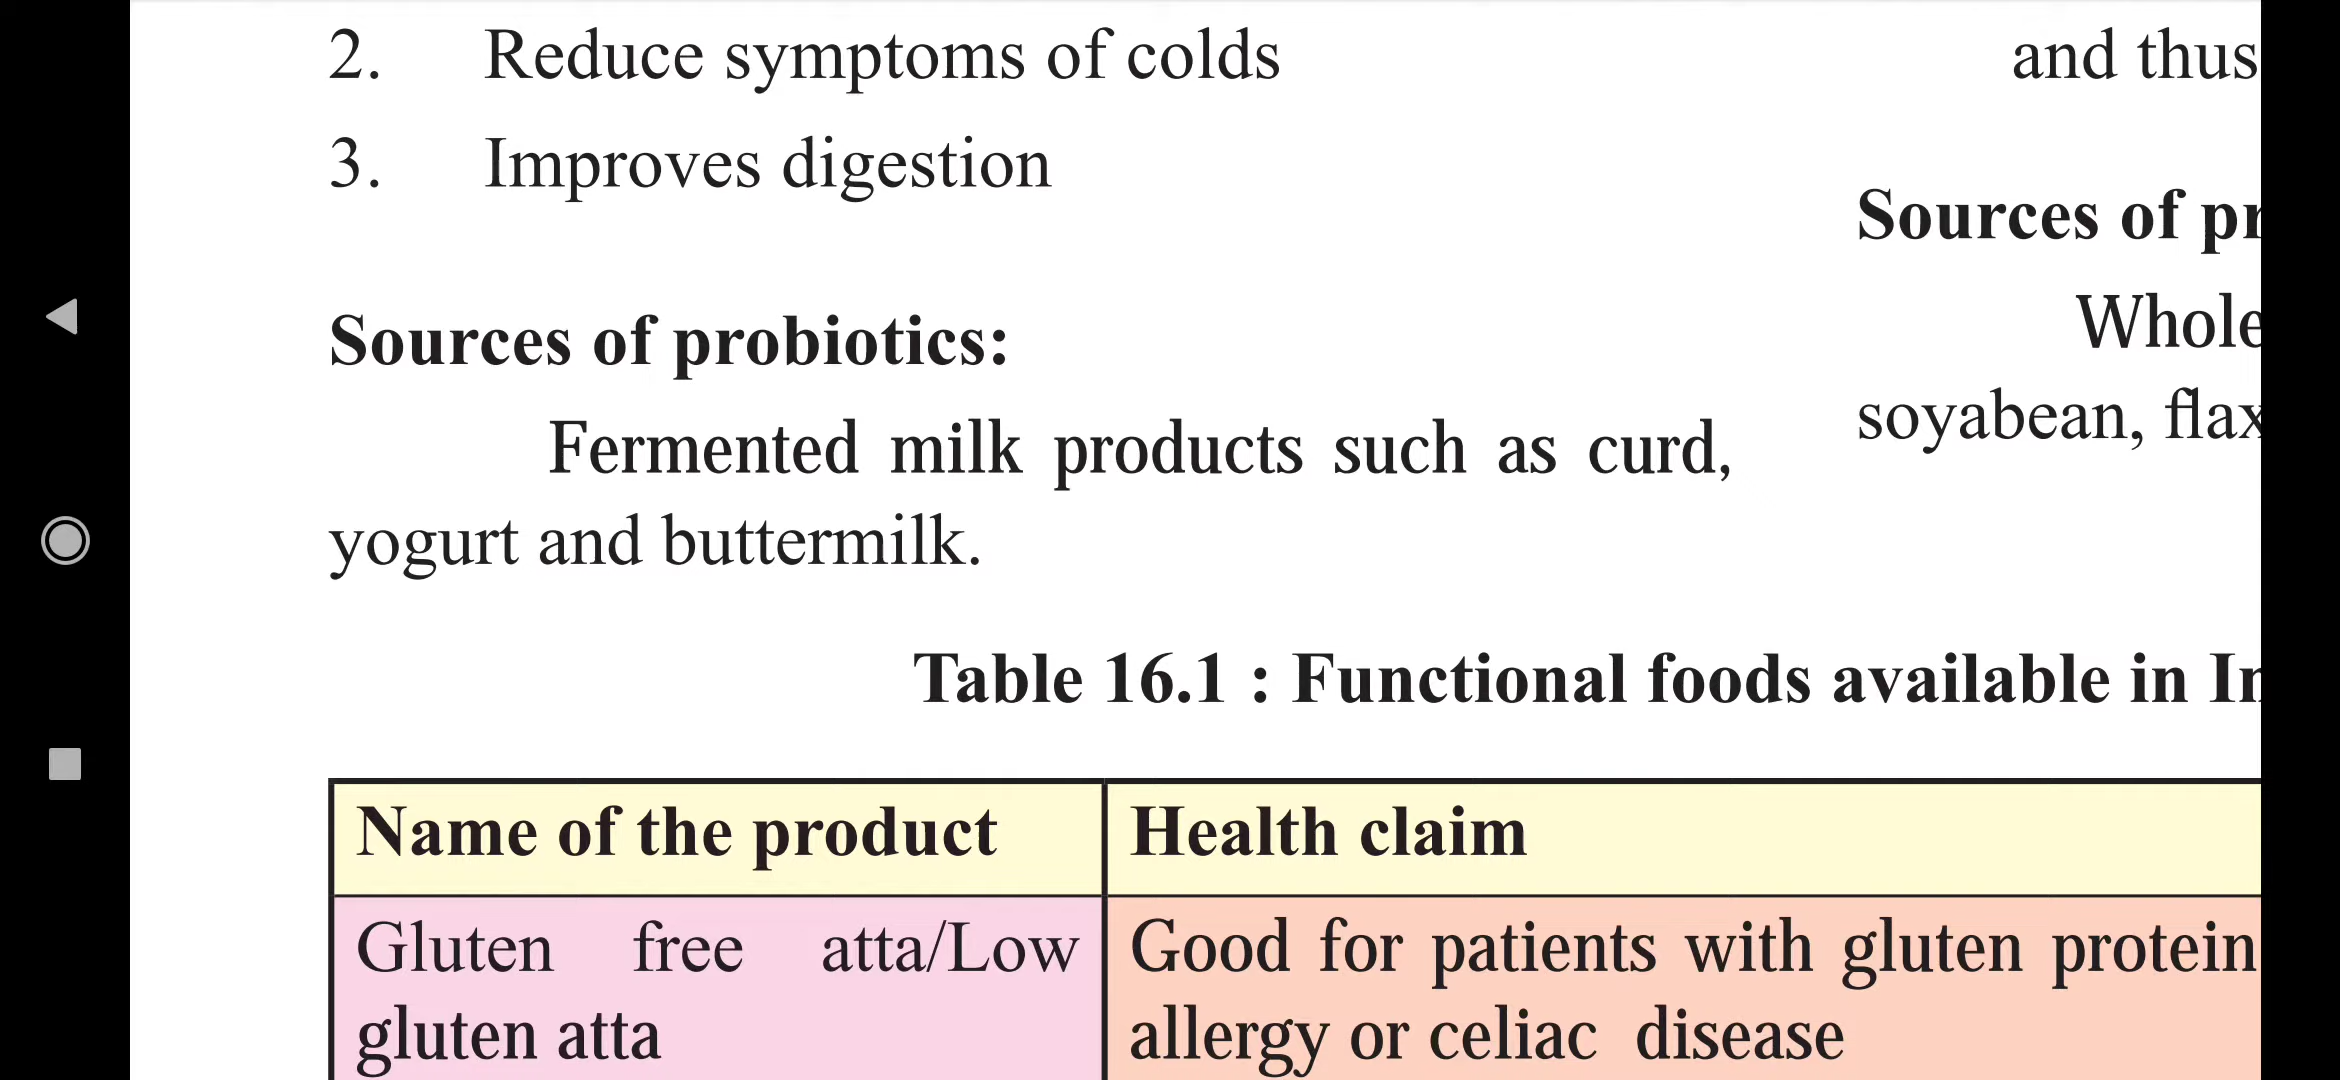 2. Reduce symptoms of colds
3. Improves digestion
Sources of probiotics:
Fermented milk products such as curd,
yogurt and buttermilk.
and thus
Sources of
Whole
soyabean, flax
Table 16.1 : Functional foods available in
Name of the product Health claim
Gluten free atta/Low Good for patients with gluten protein
gluten atta allergy or celiac disease